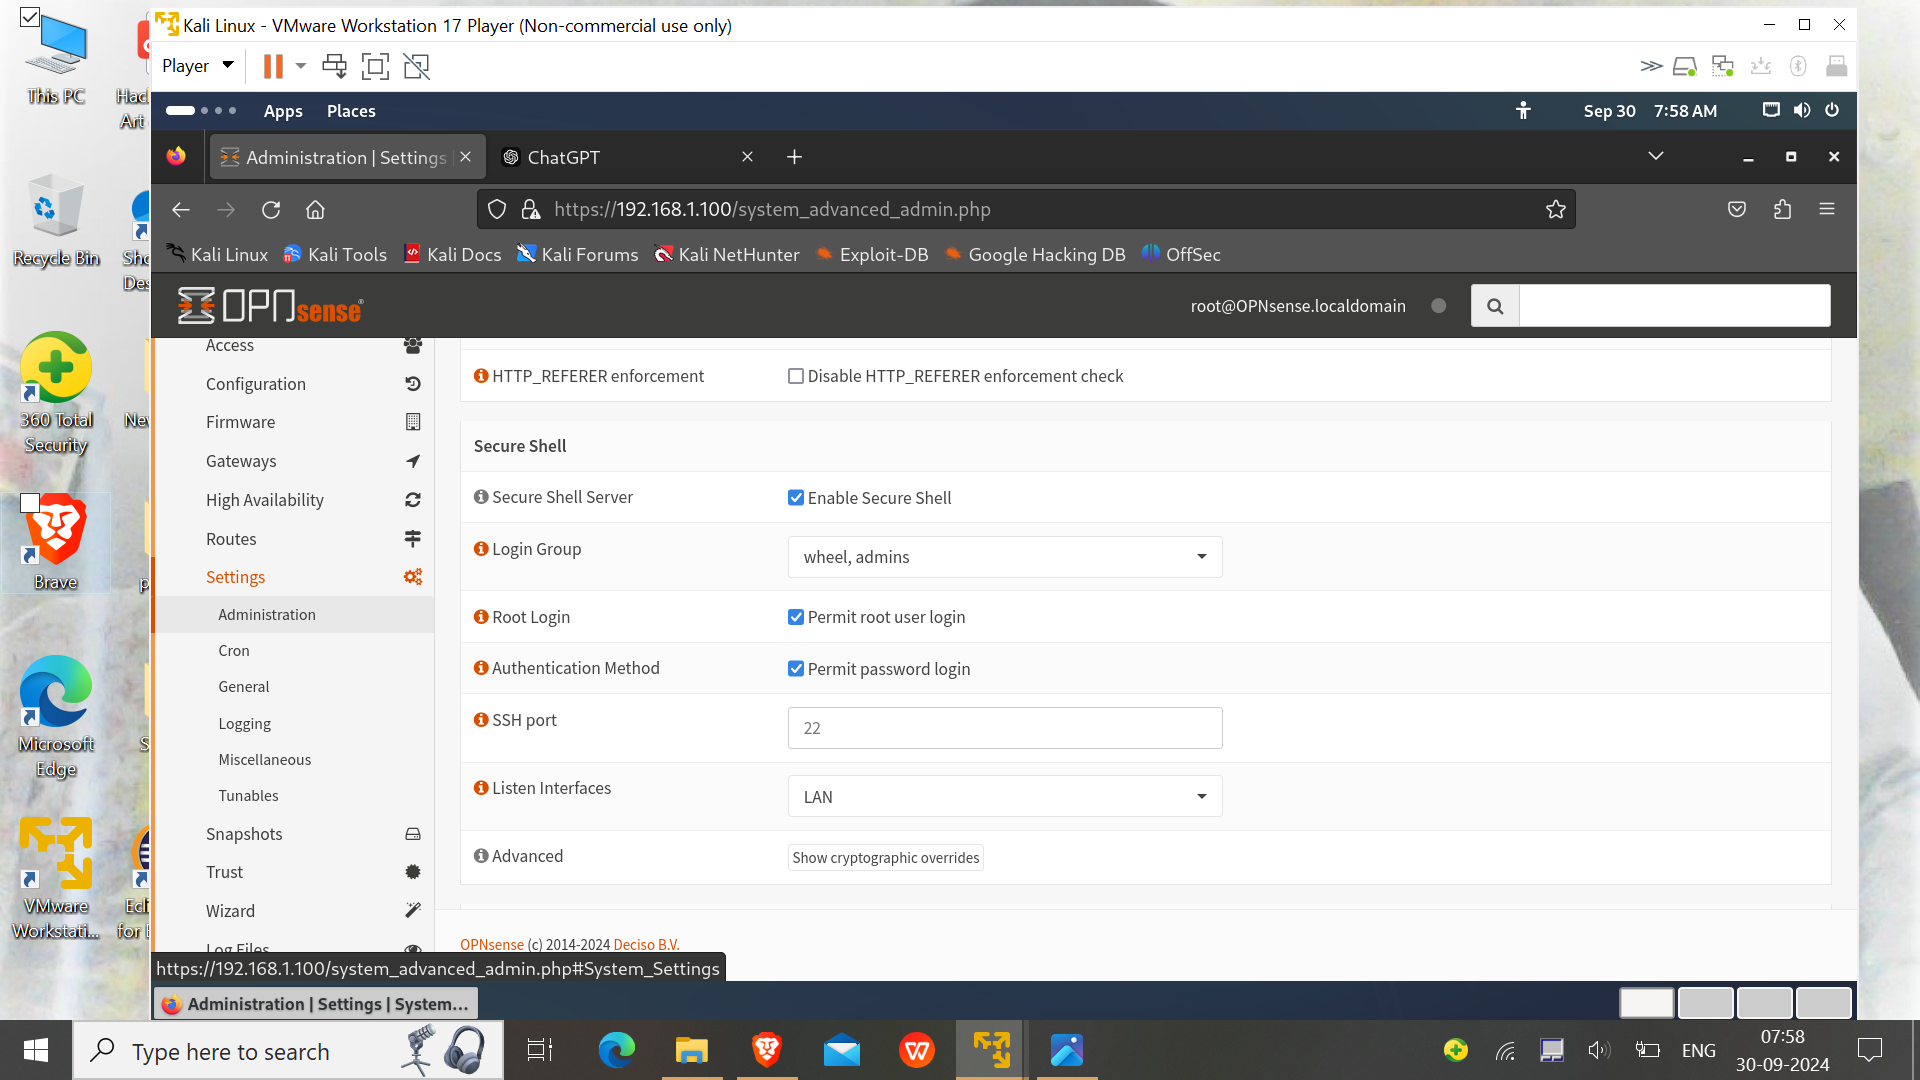 Kali Linux - VMware Workstation 17 Player (Non-commercial use only)
Player
Apps Places
Sep 30 7:58 AM
Administration | Settings
ChatGPT
https://192.168.1.100/system_advanced_admin.php
Kali Linux Kali Tools Kali Docs Kali Forums Kali NetHunter Exploit-DB Google Hacking DB OffSec
OPNsense
root@OPNsense.localdomain
Access
Configuration
Firmware
Gateways
High Availability
Routes
Settings
Administration
Cron
General
Logging
Miscellaneous
Tunables
Snapshots
Trust
Wizard
Log Files
HTTP_REFERER enforcement
Disable HTTP_REFERER enforcement check
Secure Shell
Secure Shell Server
Enable Secure Shell
Login Group
wheel, admins
Root Login
Permit root user login
Authentication Method
Permit password login
SSH port
22
Listen Interfaces
LAN
Advanced
Show cryptographic overrides
OPNsense (c) 2014-2024 Deciso B.V.
https://192.168.1.100/system_advanced_admin.php#System_Settings
Administration | Settings | System...
This PC
Recycle Bin
360 Total
Security
Brave
Microsoft
Edge
VMware
Workstati...
Type here to search
ENG
07:58
30-09-2024